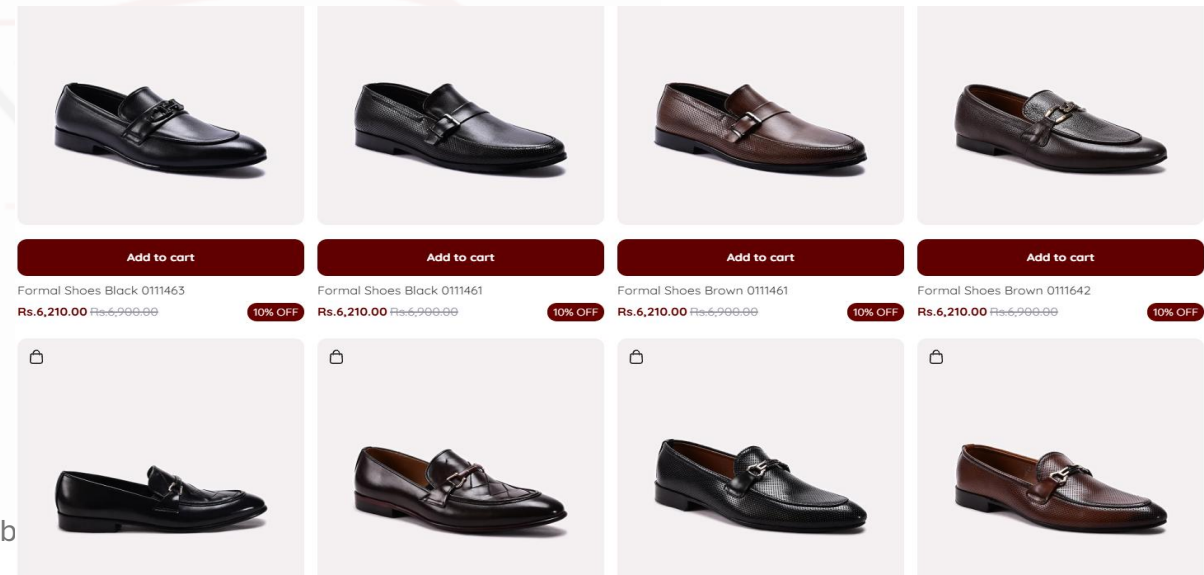 Add to cart Add to cart Add to cart Add to cart
Formal Shoes Black 0111463 Formal Shoes Black 0111461 Formal Shoes Brown 0111461 Formal Shoes Brown 0111642
Rs.6,210.00 Rs.6,900.00 10% OFF Rs.6,210.00 Rs.6,900.00 10% OFF Rs.6,210.00 Rs.6,900.00 10% OFF Rs.6,210.00 Rs.6,900.00 10% OFF
b